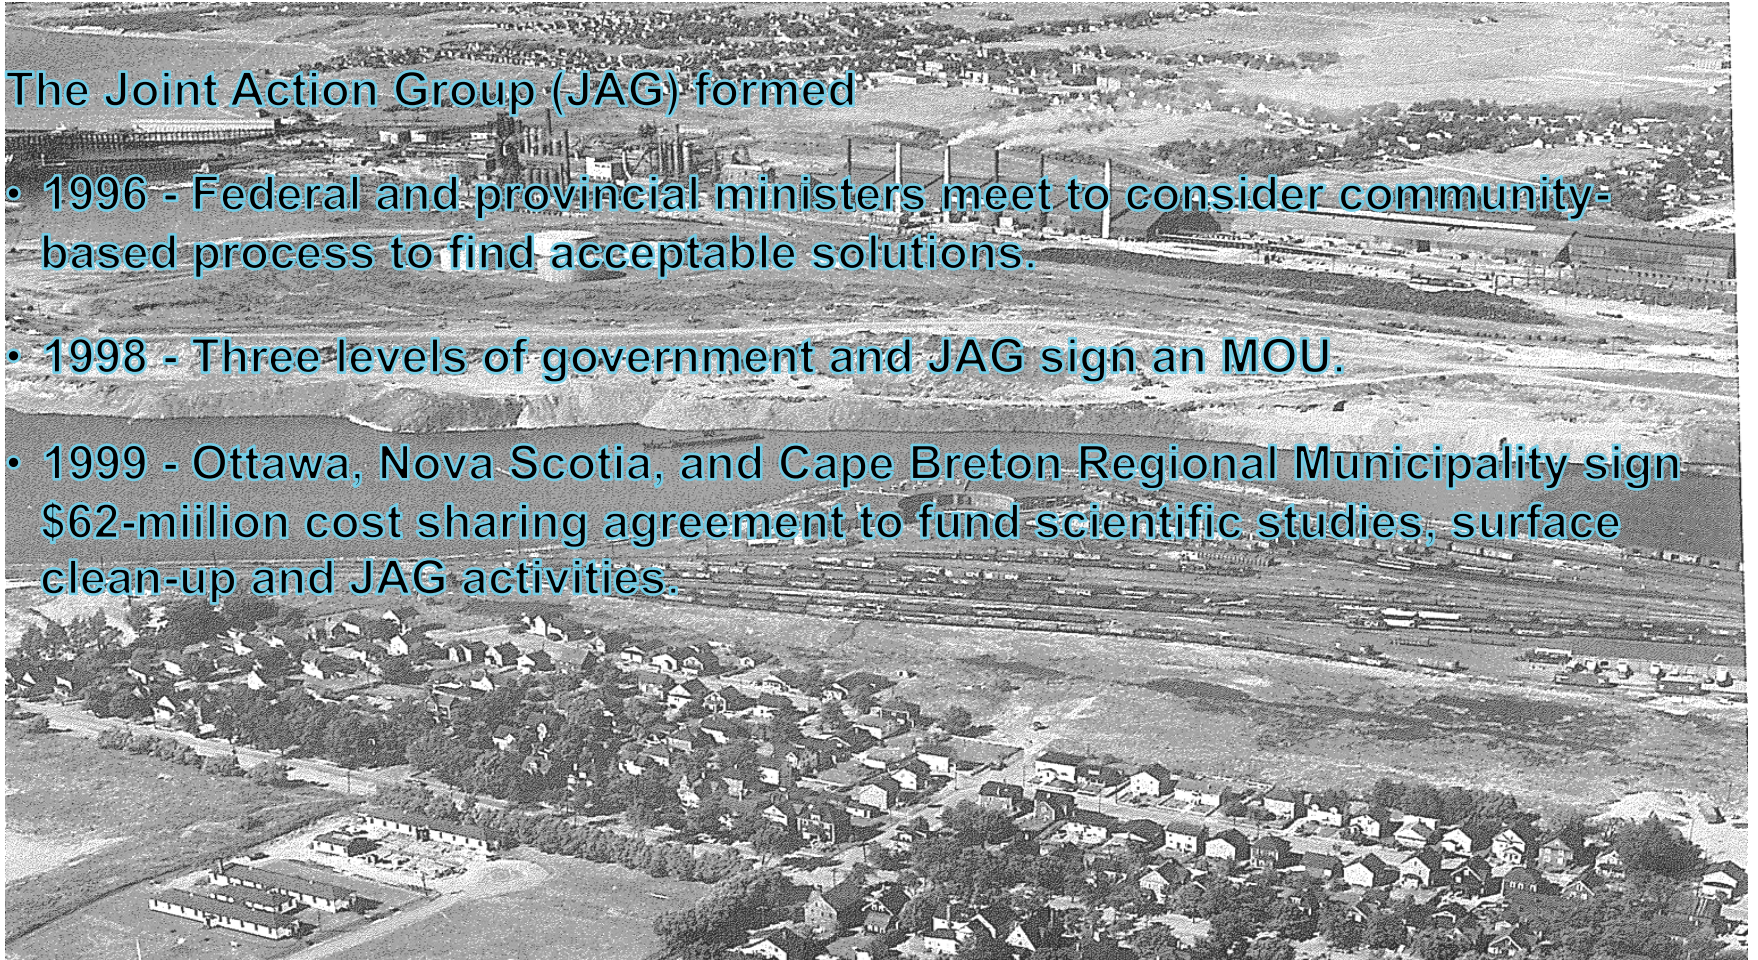 The Joint Action Group (JAG) formed
• 1996 - Federal and provincial ministers meet to consider community-
based process to find acceptable solutions.
• 1998 - Three levels of government and JAG sign an MOU.
• 1999 - Ottawa, Nova Scotia, and Cape Breton Regional Municipality sign
$62-miilion cost sharing agreement to fund scientific studies, surface
clean-up and JAG activities.